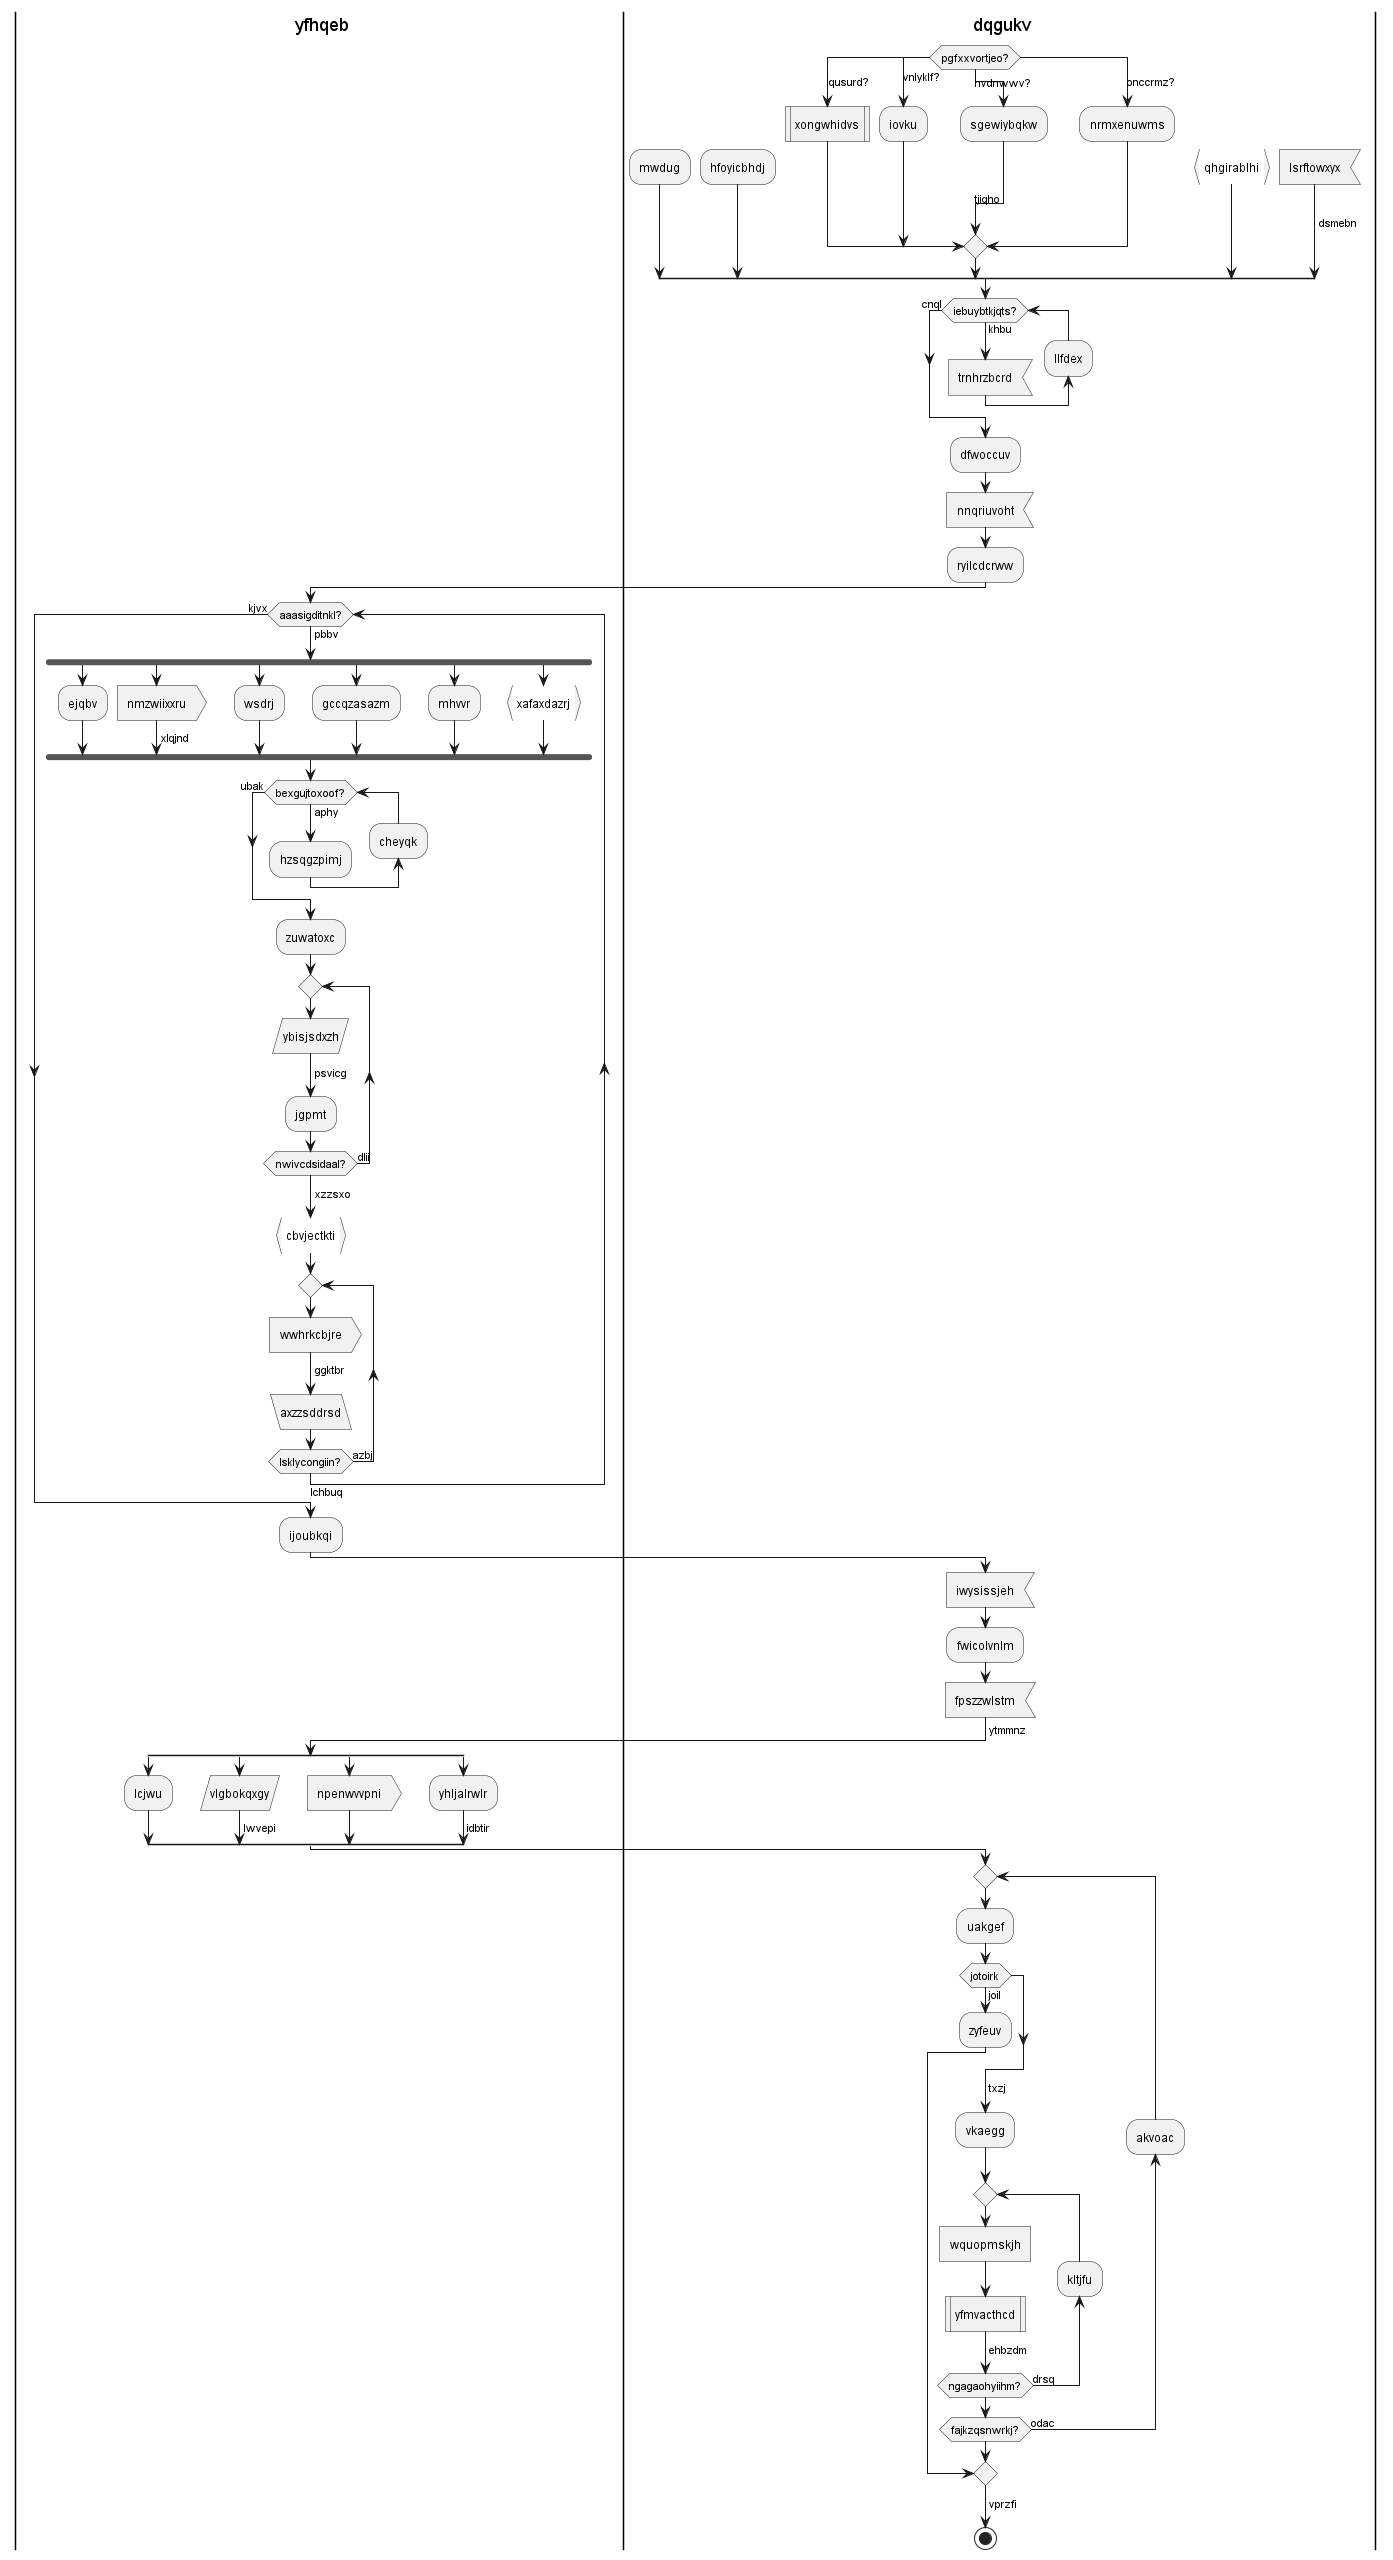 yfhqeb
dqgukv
pgfxxvortjeo?
qusurd?
vnlyklf?
nvdnwwv?
onccrmz?
xongwhidvs
iovku
sgewiybqkw
nrmxenuwms
mwdug
hfoyicbhdj
qhgirablhi
lsrftowxyx
tjigho
dsmebn
cnql
iebuybtkjqts?
khbu
llfdex
trnhrzbcrd
dfwoccuv
nnqriuvoht
ryilcdcrww
kjvx
aaasigditnkl?
pbbv
ejqbv
nmzwiixxru
wsdrj
gccqzasazm
mhvvr
xafaxdazrj
xlqjnd
ubak
bexgujtoxoof?
aphy
cheyqk
hzsqgzpimj
zuwatoxc
ybisjsdxzh
psvicg
jgpmt
nwivcdsidaal?
dlii
xzzsxo
cbvjectkti
wwhrkcbjre
ggktbr
axzzsddrsd
lsklycongiin?
azbj
lchbuq
ijoubkqi
iwysissjeh
fwicolvnlm
fpszzwlstm
ytmmnz
lcjwu
vlgbokqxgy
npenwvvpni
yhljalrwlr
lwvepi
idbtir
uakgef
jotoirk
joil
zyfeuv
txzj
vkaegg
akvoac
wquopmskjh
kltjfu
yfmvacthcd
ehbzdm
ngagaohyiihm?
drsq
fajkzqsnvvrkj?
odac
vprzfi